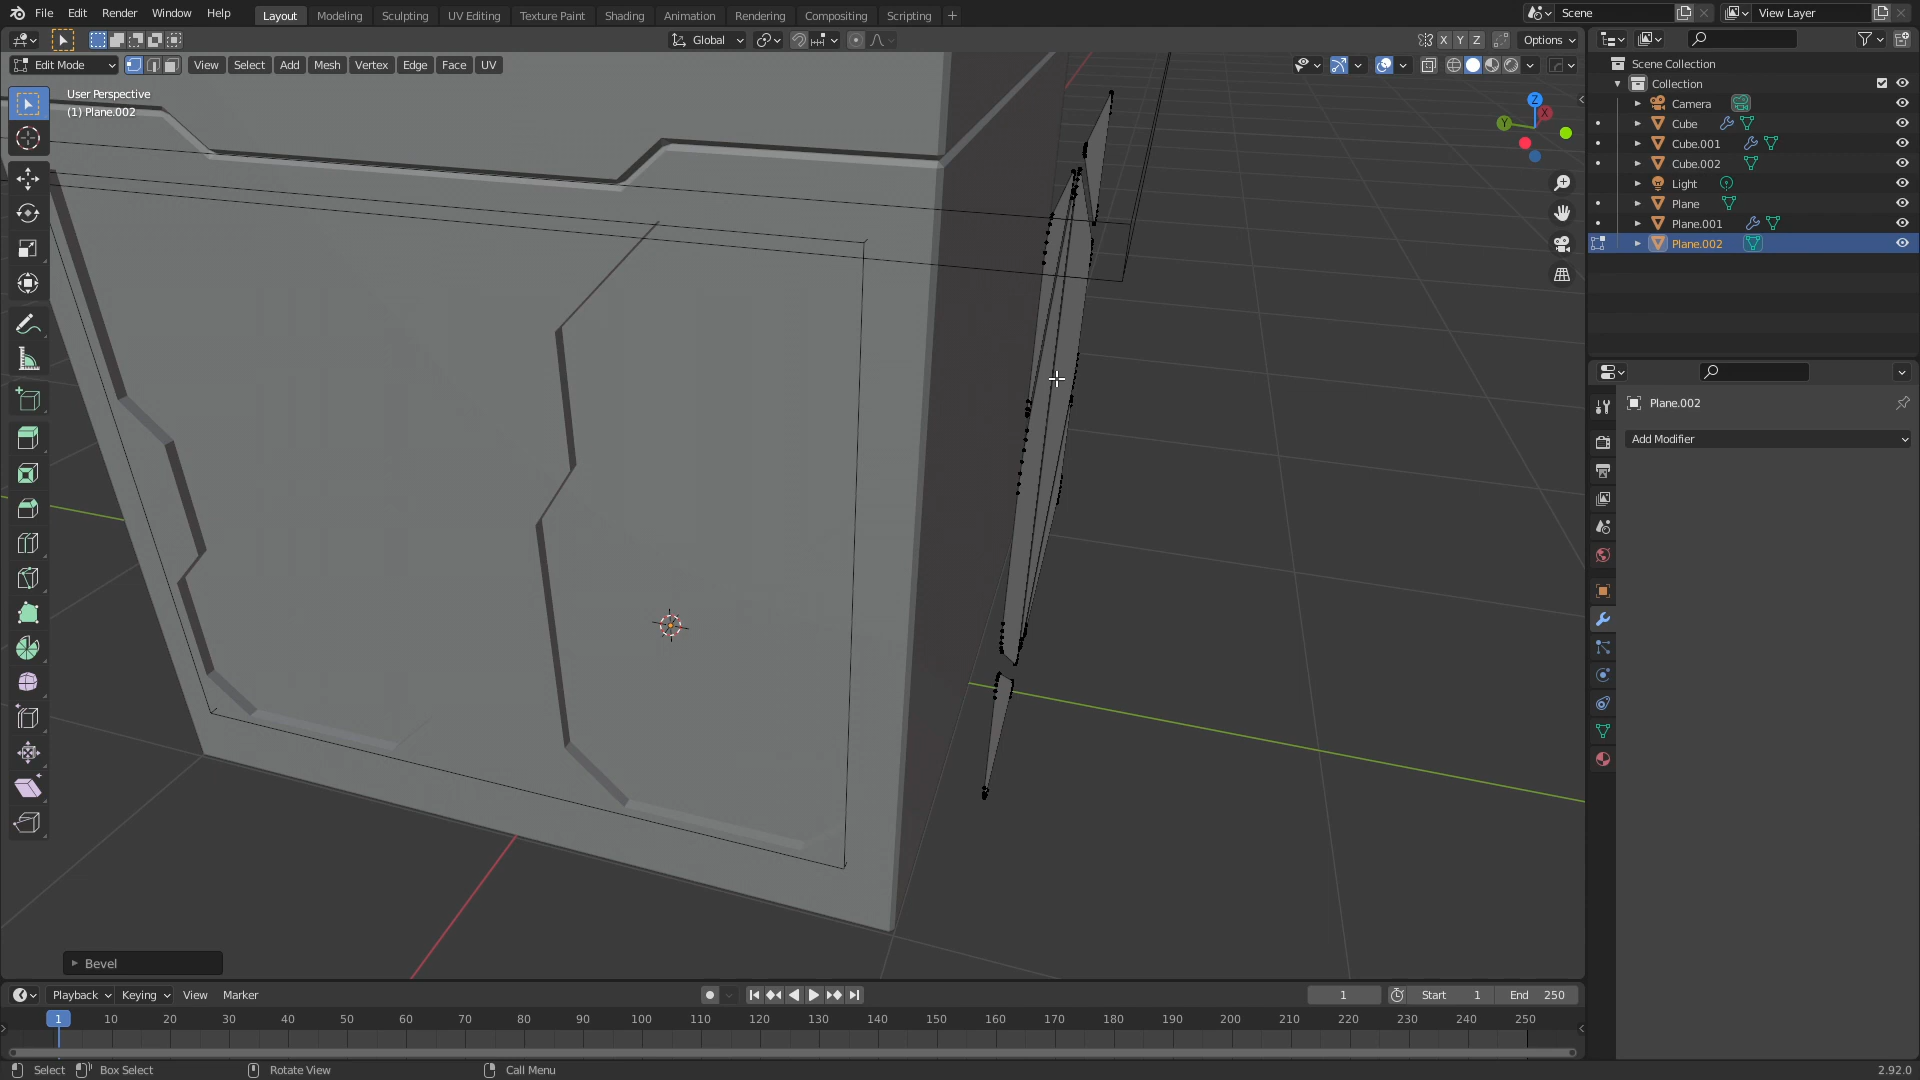 File Edit Render Window Help Layout Modeling Sculpting UV Editing Texture Paint Shading Animation Rendering Compositing Scripting + Scene View Layer
Global X Y Z Options
Edit Mode View Select Add Mesh Vertex Edge Face UV
User Perspective
(1) Plane.002
Z
X
Y
Scene Collection
Collection
Camera
Cube
Cube.001
Cube.002
Light
Plane
Plane.001
Plane.002
Plane.002
Add Modifier
Bevel
Playback Keying View Marker 1 Start 1 End 250
1 10 20 30 40 50 60 70 80 90 100 110 120 130 140 150 160 170 180 190 200 210 220 230 240 250
Select Box Select Rotate View Call Menu 2.92.0